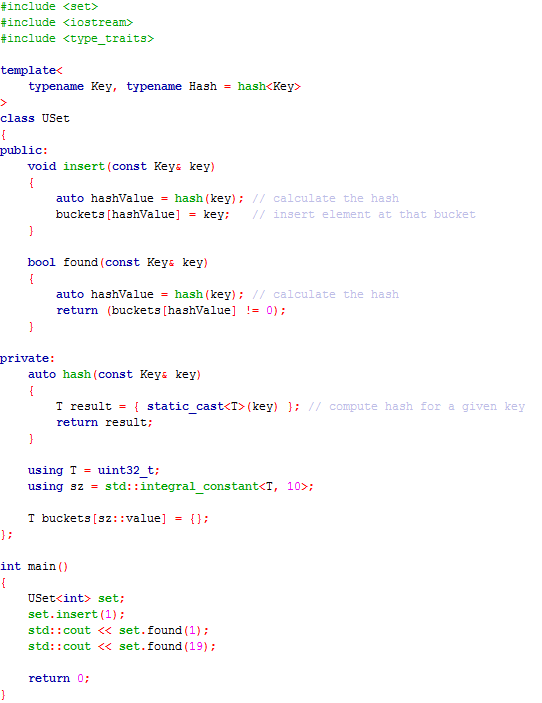 #include <set>
#include <iostream>
#include <type_traits>
template<
typename Key, typename Hash = hash<Key>
>
class USet
{
public:
void insert(const Key& key)
{
auto hashValue = hash(key); // calculate the hash
buckets[hashValue] = key; // insert element at that bucket
}
bool found(const Key& key)
{
auto hashValue = hash(key); // calculate the hash
return (buckets[hashValue] != 0);
}
private:
auto hash(const Key& key)
{
T result = { static_cast<T>(key) }; // compute hash for a given key
return result;
}
using T = uint32_t;
using sz = std::integral_constant<T, 10>;
T buckets[sz::value] = {};
};
int main()
{
USet<int> set;
set.insert(1);
std::cout << set.found(1);
std::cout << set.found(19);
return 0;
}